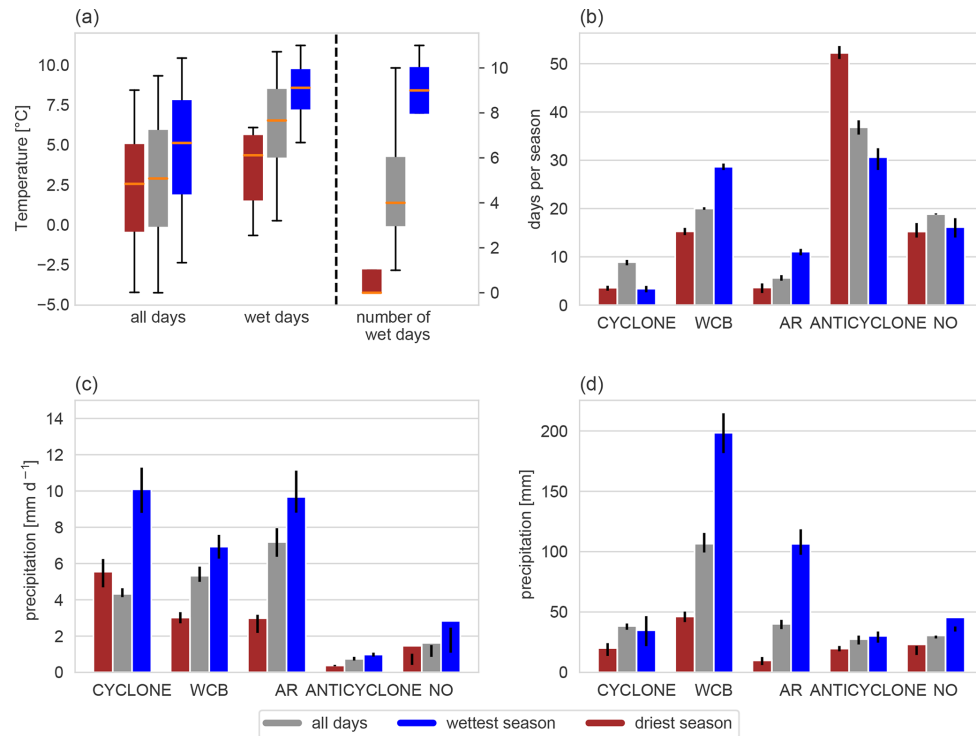 (a)
Temperature [°C]
10.0
7.5
5.0
2.5
0.0
−2.5
−5.0
10
8
6
4
2
0
all days
wet days
number of
wet days
(b)
days per season
50
40
30
20
10
0
CYCLONE
WCB
AR
ANTICYCLONE
NO
(c)
precipitation [mm d⁻¹]
14
12
10
8
6
4
2
0
CYCLONE
WCB
AR
ANTICYCLONE
NO
(d)
precipitation [mm]
200
150
100
50
0
CYCLONE
WCB
AR
ANTICYCLONE
NO
all days
wettest season
driest season